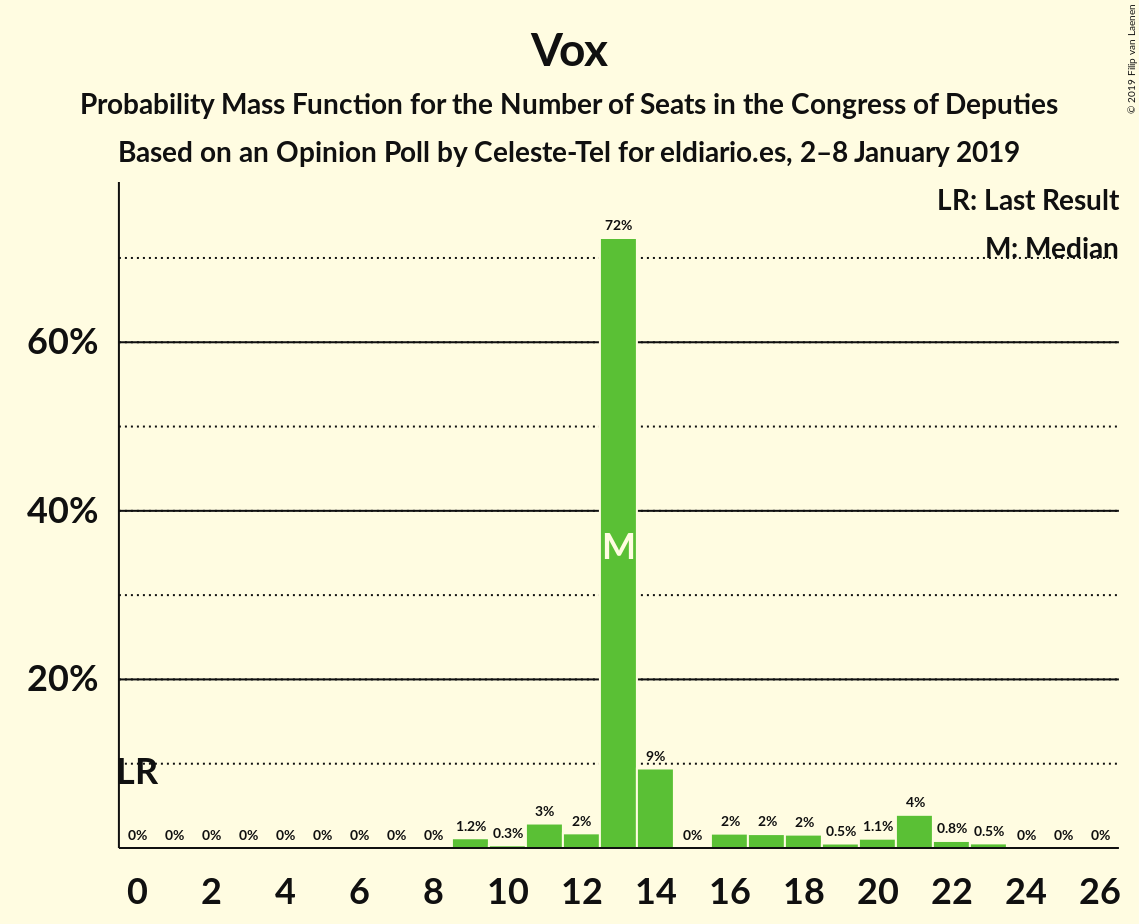 Vox
Probability Mass Function for the Number of Seats in the Congress of Deputies
Based on an Opinion Poll by Celeste-Tel for eldiario.es, 2–8 January 2019
© 2019 Filip van Laenen
LR: Last Result
M: Median
60%
40%
20%
LR
M
0% 0% 0% 0% 0% 0% 0% 0% 0% 1.2% 0.3% 3% 2% 72% 9% 0% 2% 2% 2% 0.5% 1.1% 4% 0.8% 0.5% 0% 0% 0%
0 2 4 6 8 10 12 14 16 18 20 22 24 26